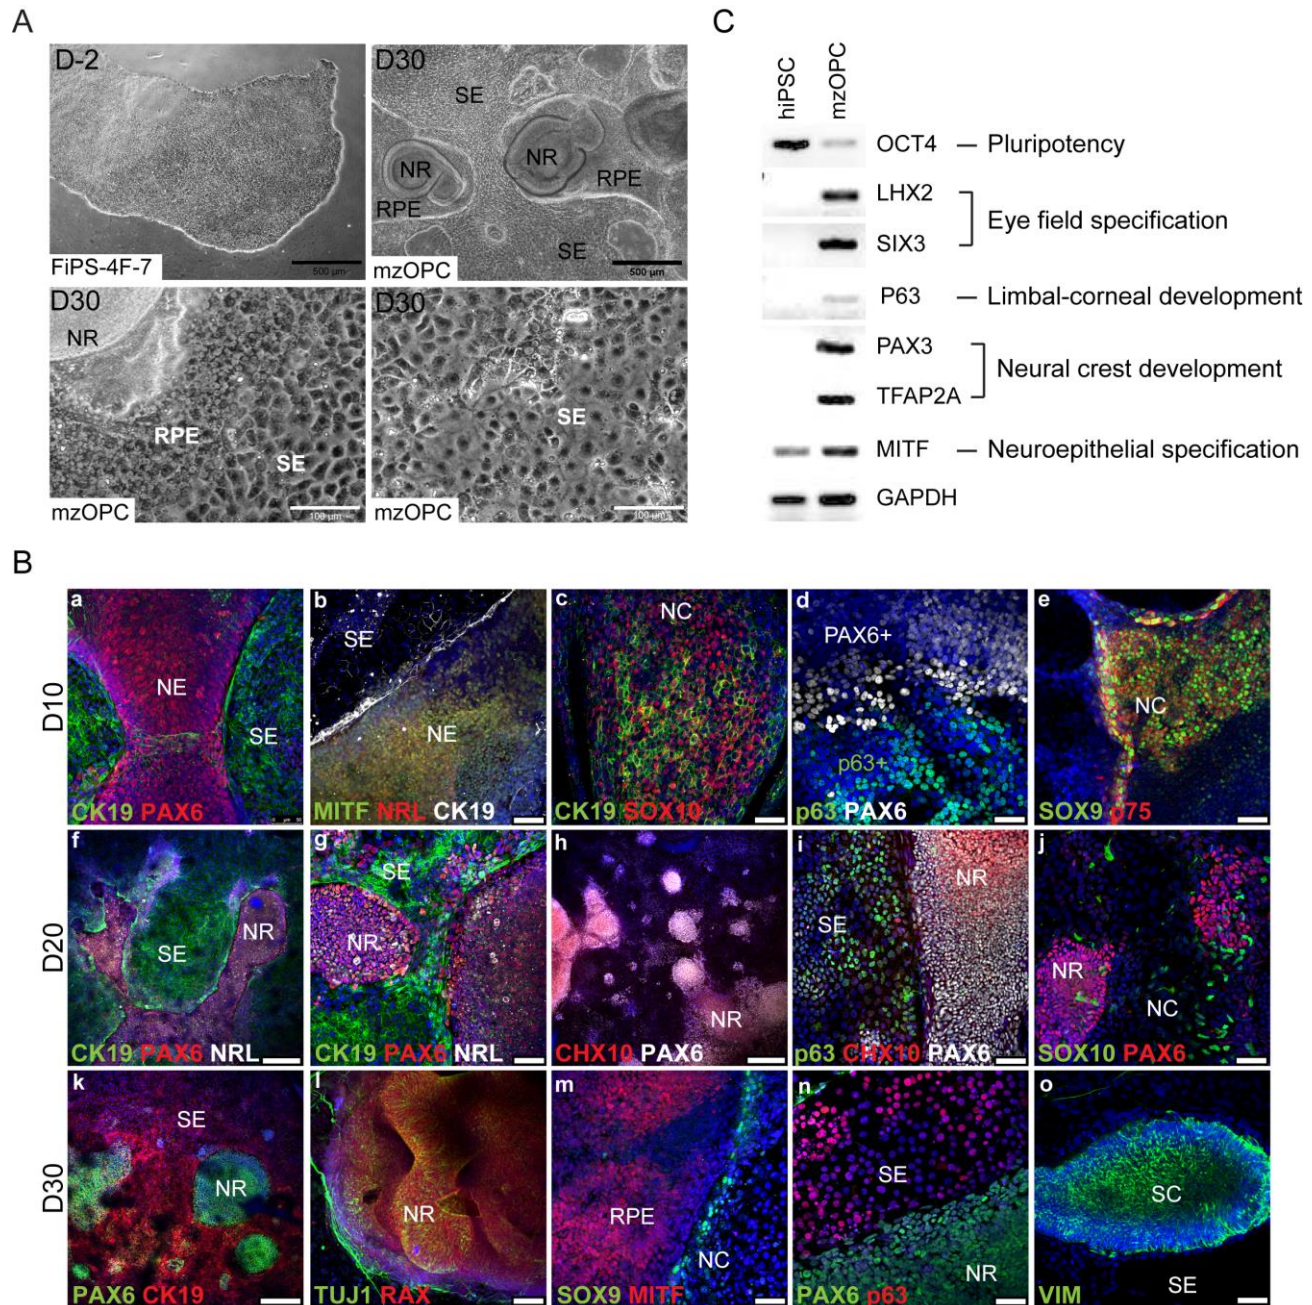 A
D-2
FiPS-4F-7
500 µm
D30
SE
NR
NR
RPE
RPE
SE
mzOPC
500 µm
D30
NR
RPE
SE
mzOPC
100 µm
D30
SE
mzOPC
100 µm
C
hiPSC
mzOPC
OCT4 — Pluripotency
LHX2
SIX3
Eye field specification
P63 — Limbal-corneal development
PAX3
TFAP2A
Neural crest development
MITF — Neuroepithelial specification
GAPDH
B
D10
a
NE
SE
CK19 PAX6
b
SE
NE
MITF NRL CK19
c
NC
CK19 SOX10
d
PAX6+
p63+
p63 PAX6
e
NC
SOX9 p75
D20
f
SE
NR
CK19 PAX6 NRL
g
SE
NR
CK19 PAX6 NRL
h
NR
CHX10 PAX6
i
NR
SE
p63 CHX10 PAX6
j
NR
NC
SOX10 PAX6
D30
k
SE
NR
PAX6 CK19
l
NR
TUJ1 RAX
m
RPE
NC
SOX9 MITF
n
SE
NR
PAX6 p63
o
SC
SE
VIM